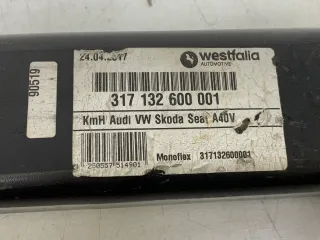 24.04.2017
westfalia
AUTOMOTIVE
90519
317 132 600 001
KmH Audi VW Skoda Seat A40V
Monoflex 317132600001